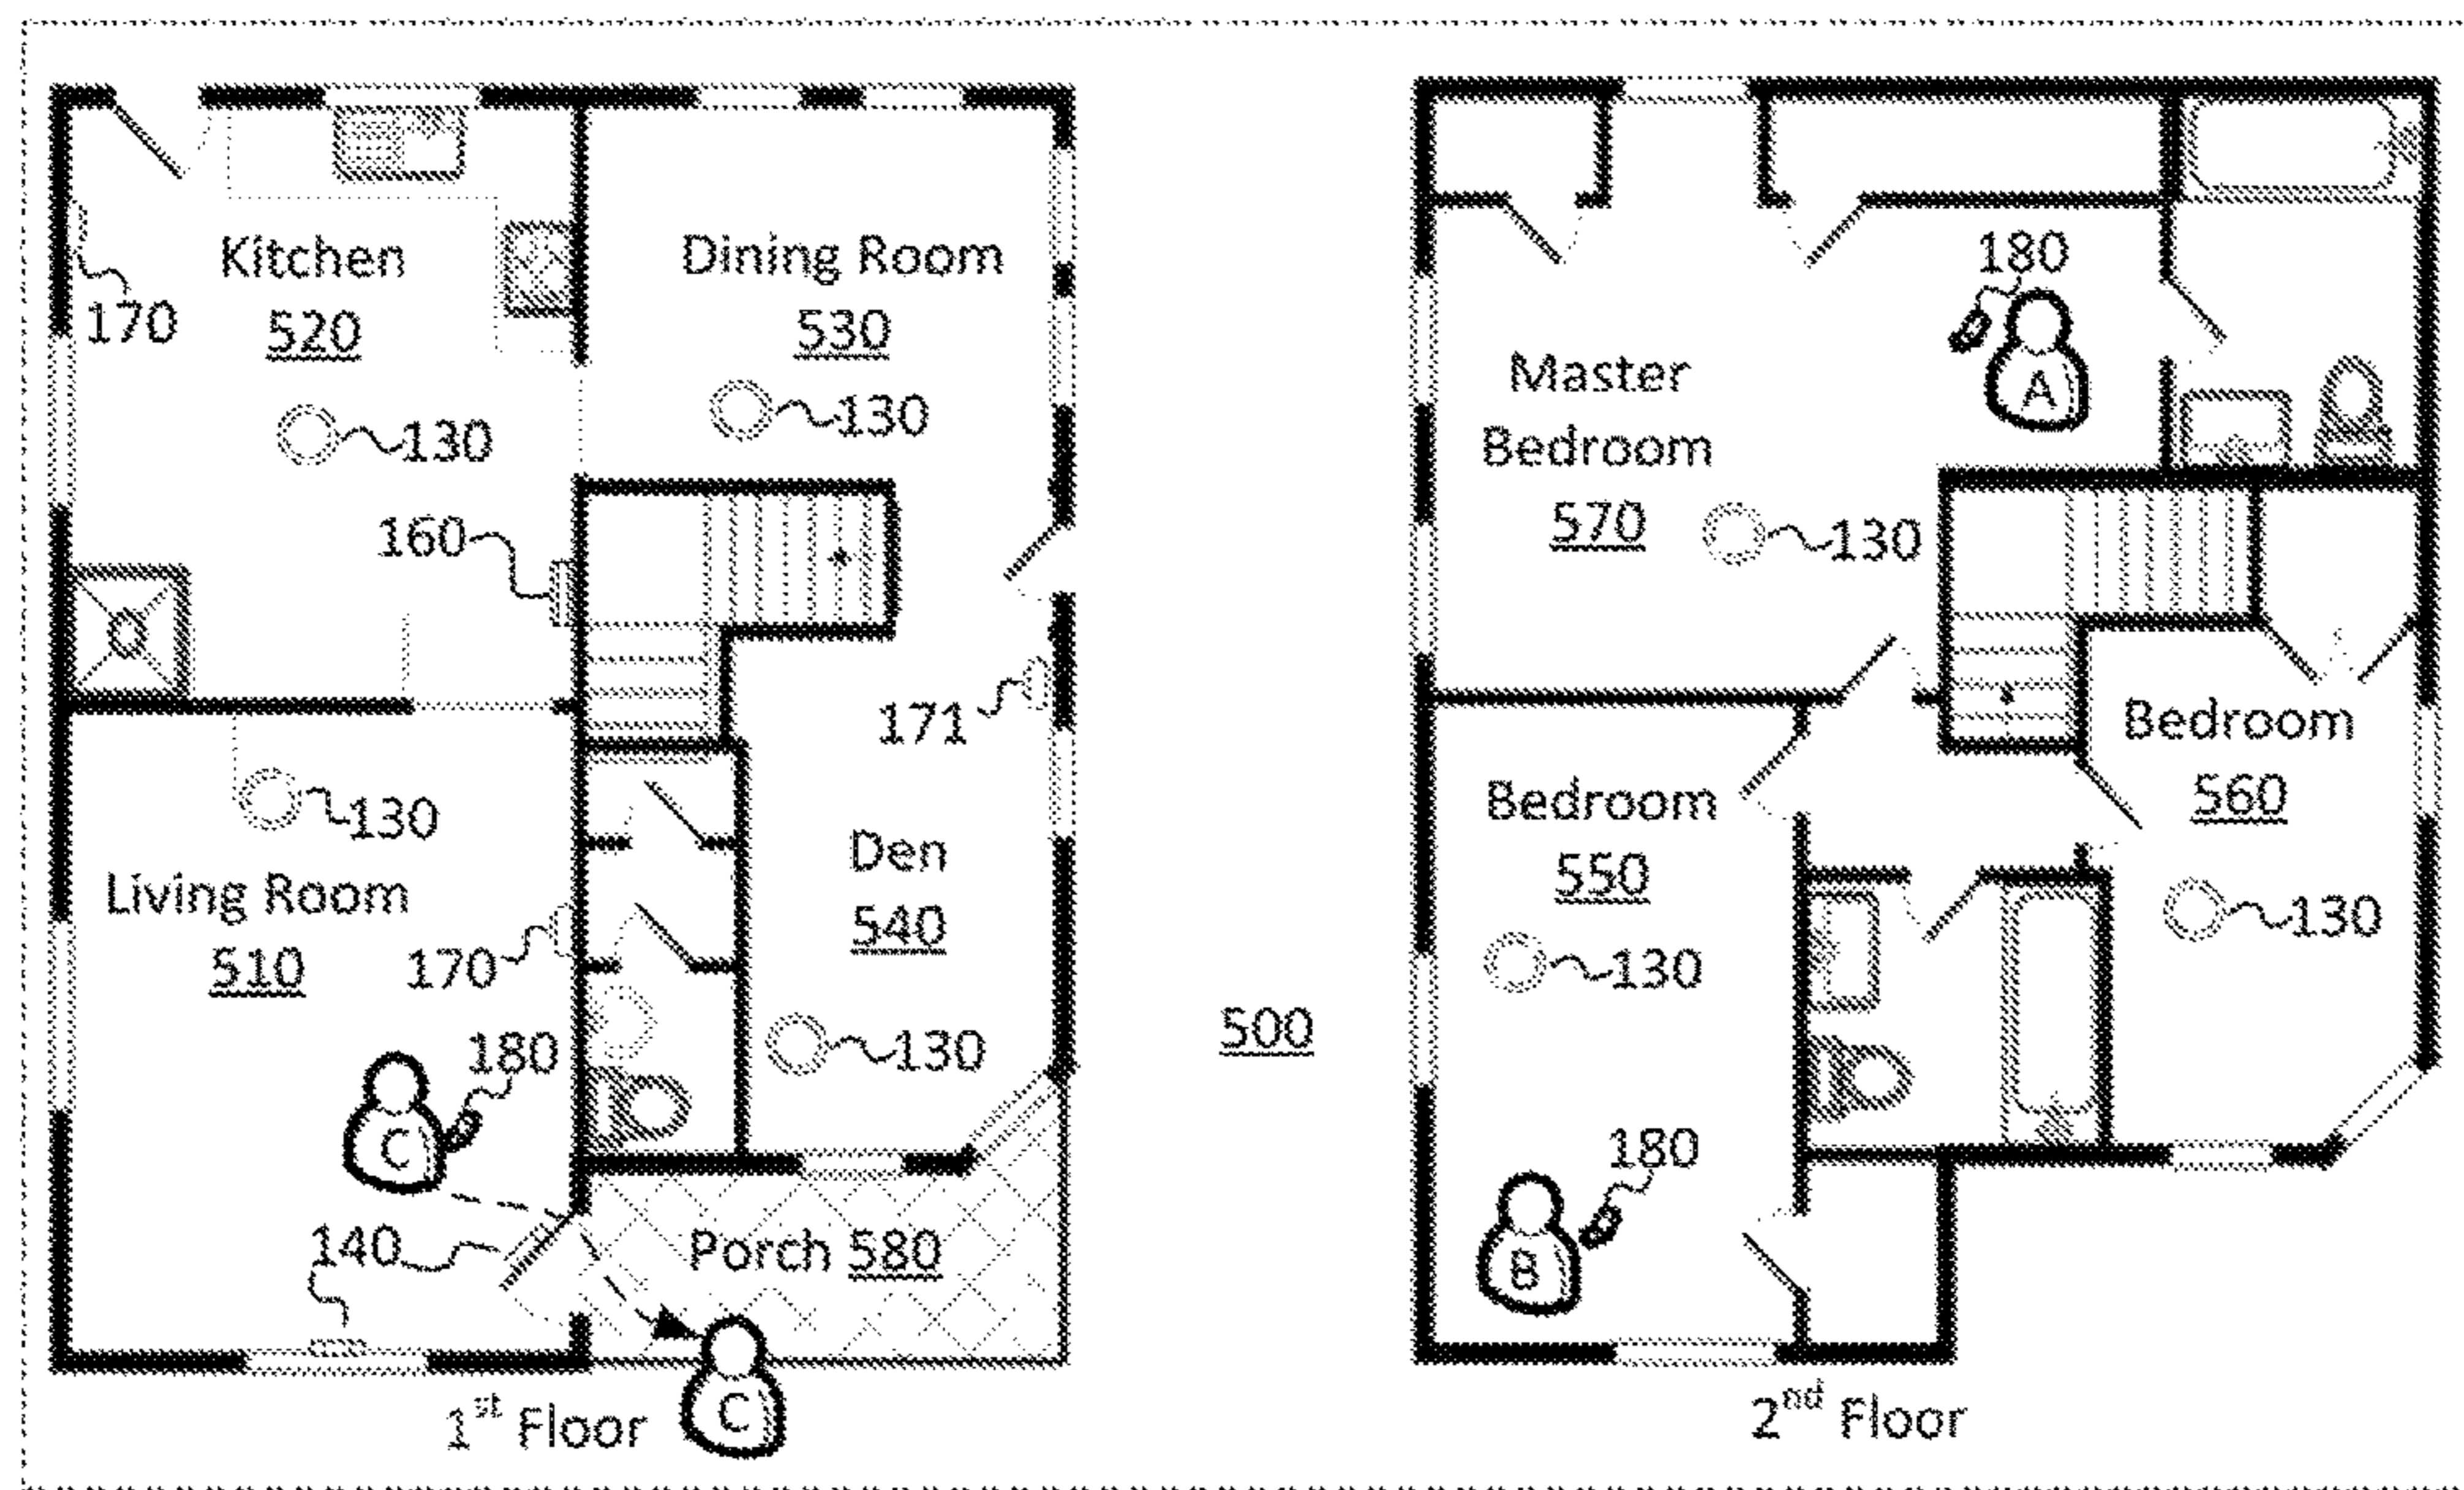 Kitchen
520
170
130
Dining Room
530
130
160
171
130
Living Room
510
170
Den
540
130
180
C
140
Porch 580
C
1st Floor
500
180
A
Master
Bedroom
570
130
Bedroom
560
130
Bedroom
550
130
180
B
2nd Floor